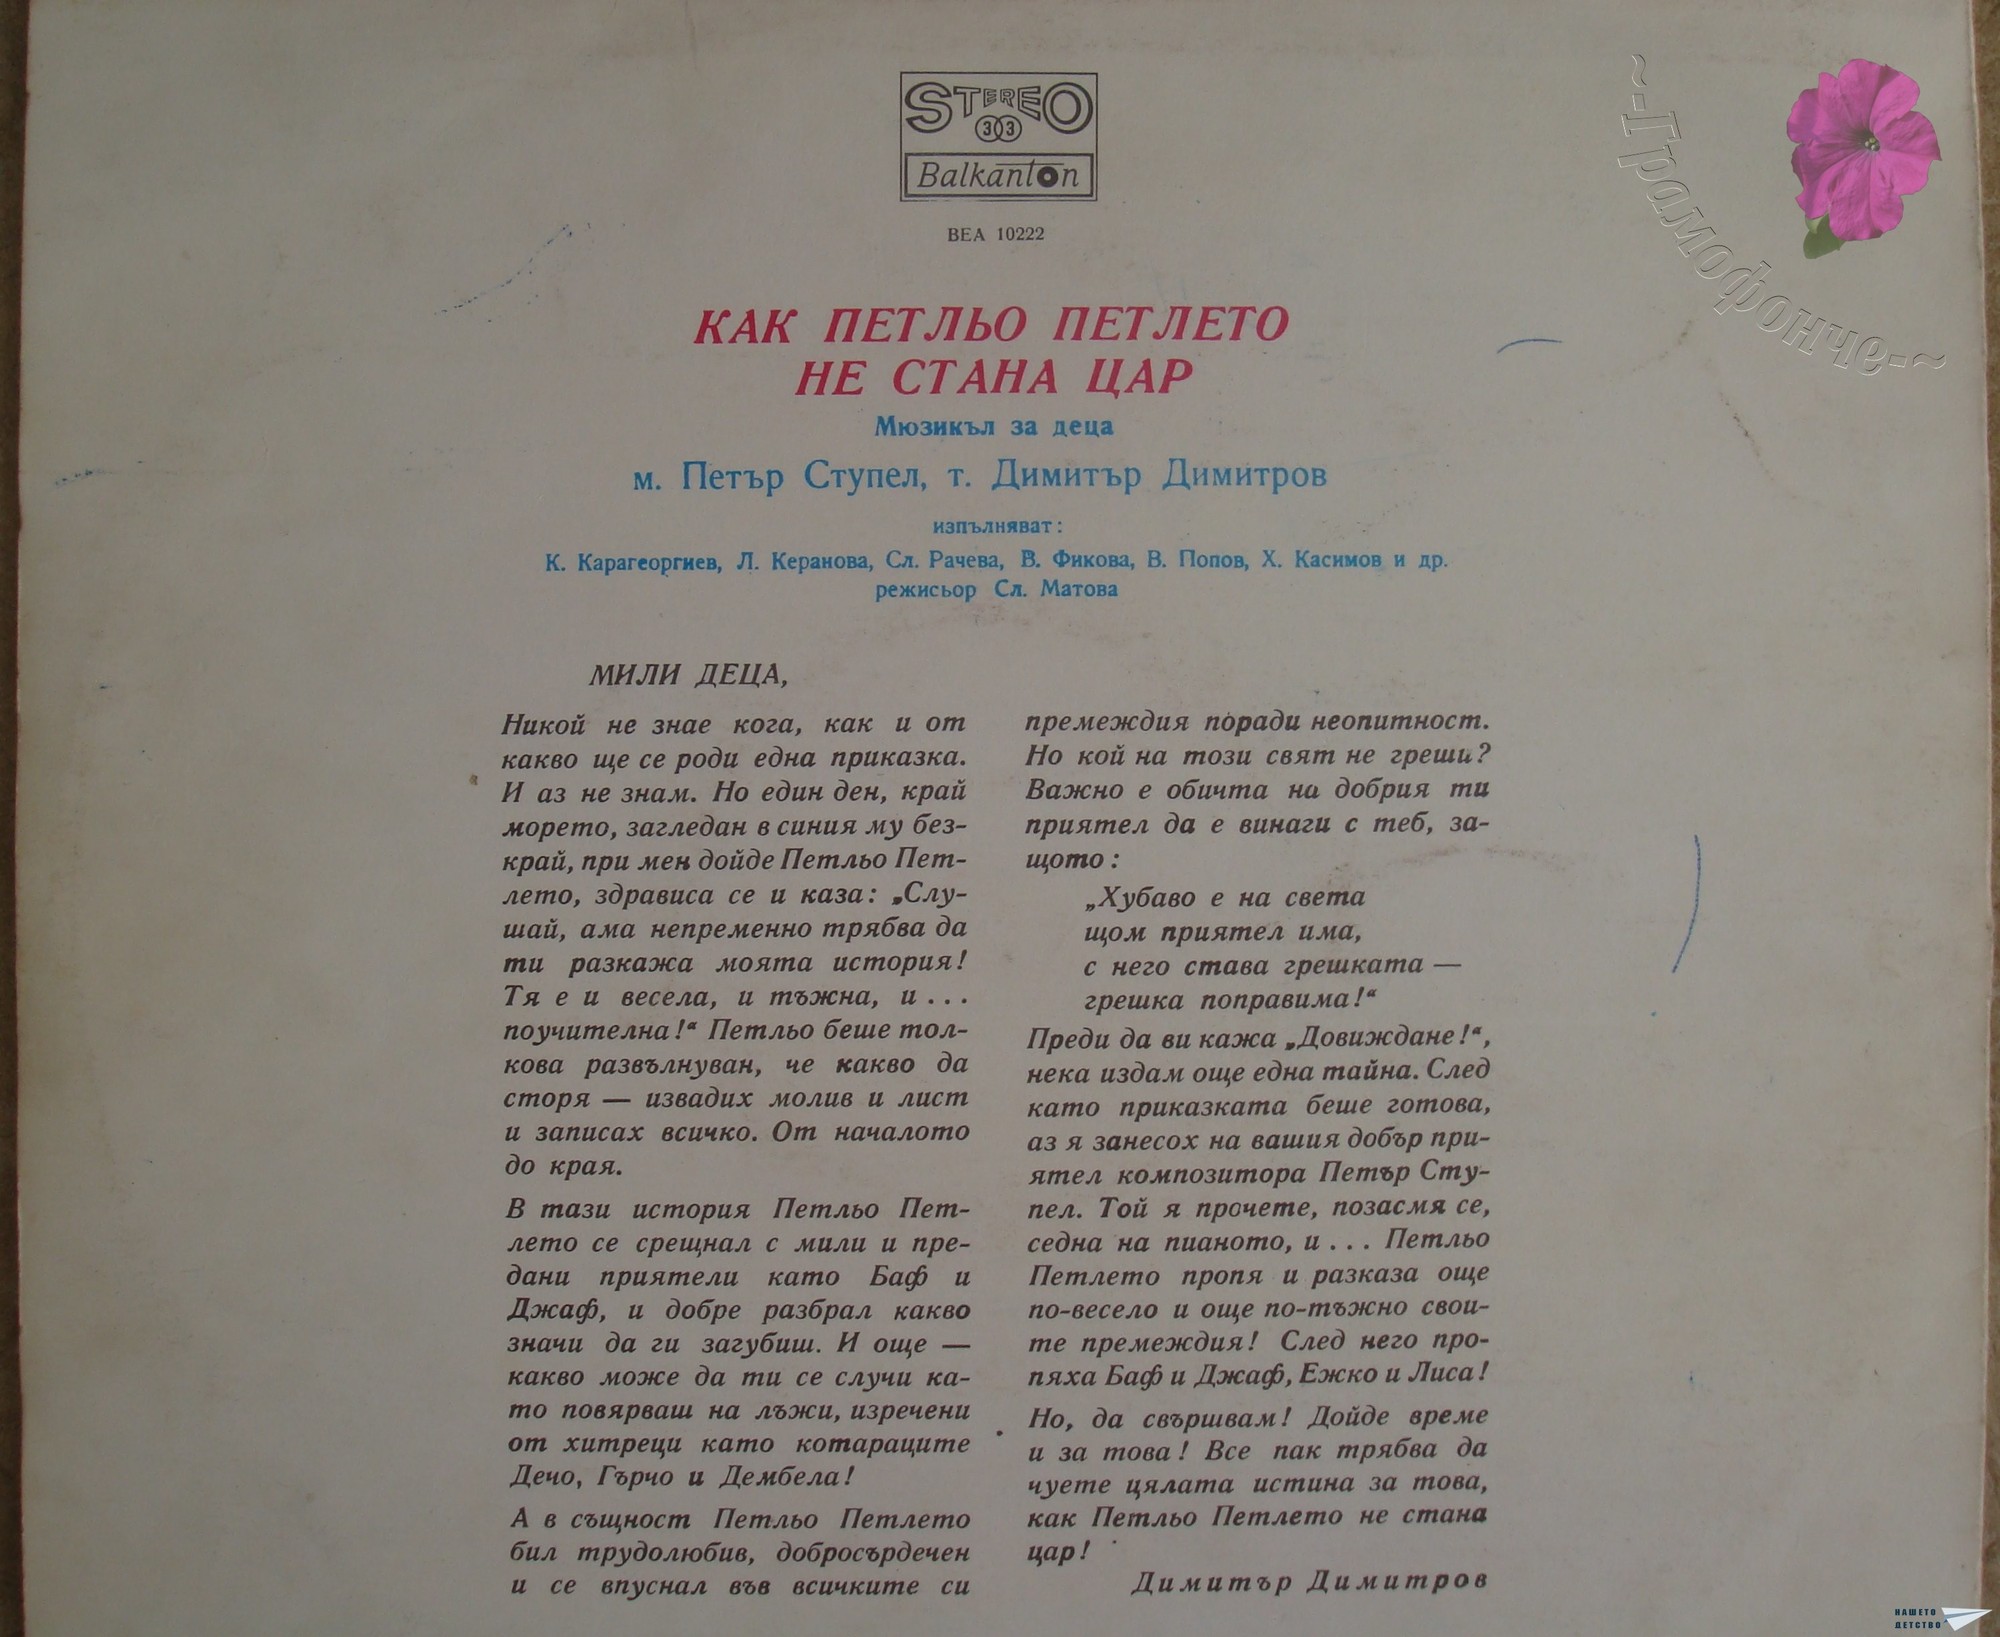 STEREO
33
Balkanton
ВЕА 10222
~-Грамофонче-~
КАК ПЕТЛЬО ПЕТЛЕТО
НЕ СТАНА ЦАР
Мюзикъл за деца
м. Петър Ступел, т. Димитър Димитров
изпълняват:
К. Карагеоргиев, Л. Керанова, Сл. Рачева, В. Фикова, В. Попов, Х. Касимов и др.
режисьор Сл. Матова
МИЛИ ДЕЦА,
Никой не знае кога, как и от
какво ще се роди една приказка.
И аз не знам. Но един ден, край
морето, загледан в синия му без-
край, при мен дойде Петльо Пет-
лето, здрависа се и каза: „Слу-
шай, ама непременно трябва да
ти разкажа моята история!
Тя е и весела, и тъжна, и...
поучителна!“ Петльо беше тол-
кова развълнуван, че какво да
сторя — извадих молив и лист
и записах всичко. От началото
до края.
В тази история Петльо Пет-
лето се срещнал с мили и пре-
дани приятели като Баф и
Джаф, и добре разбрал какво
значи да ги загубиш. И още —
какво може да ти се случи ка-
то повярваш на лъжи, изречени
от хитреци като котараците
Дечо, Гърчо и Дембела!
А в същност Петльо Петлето
бил трудолюбив, добросърдечен
и се впуснал във всичките си
премеждия поради неопитност.
Но кой на този свят не греши?
Важно е обичта на добрия ти
приятел да е винаги с теб, за-
щото:
„Хубаво е на света
щом приятел има,
с него става грешката —
грешка поправима!“
Преди да ви кажа „Довиждане!“,
нека издам още една тайна. След
като приказката беше готова,
аз я занесох на вашия добър при-
ятел композитора Петър Сту-
пел. Той я прочете, позасмя се,
седна на пианото, и... Петльо
Петлето пропя и разказа още
по-весело и още по-тъжно свои-
те премеждия! След него про-
пяха Баф и Джаф, Ежко и Лиса!
Но, да свършвам! Дойде време
и за това! Все пак трябва да
чуете цялата истина за това,
как Петльо Петлето не стана
цар!
Димитър Димитров
НАШЕТО
ДЕТСТВО